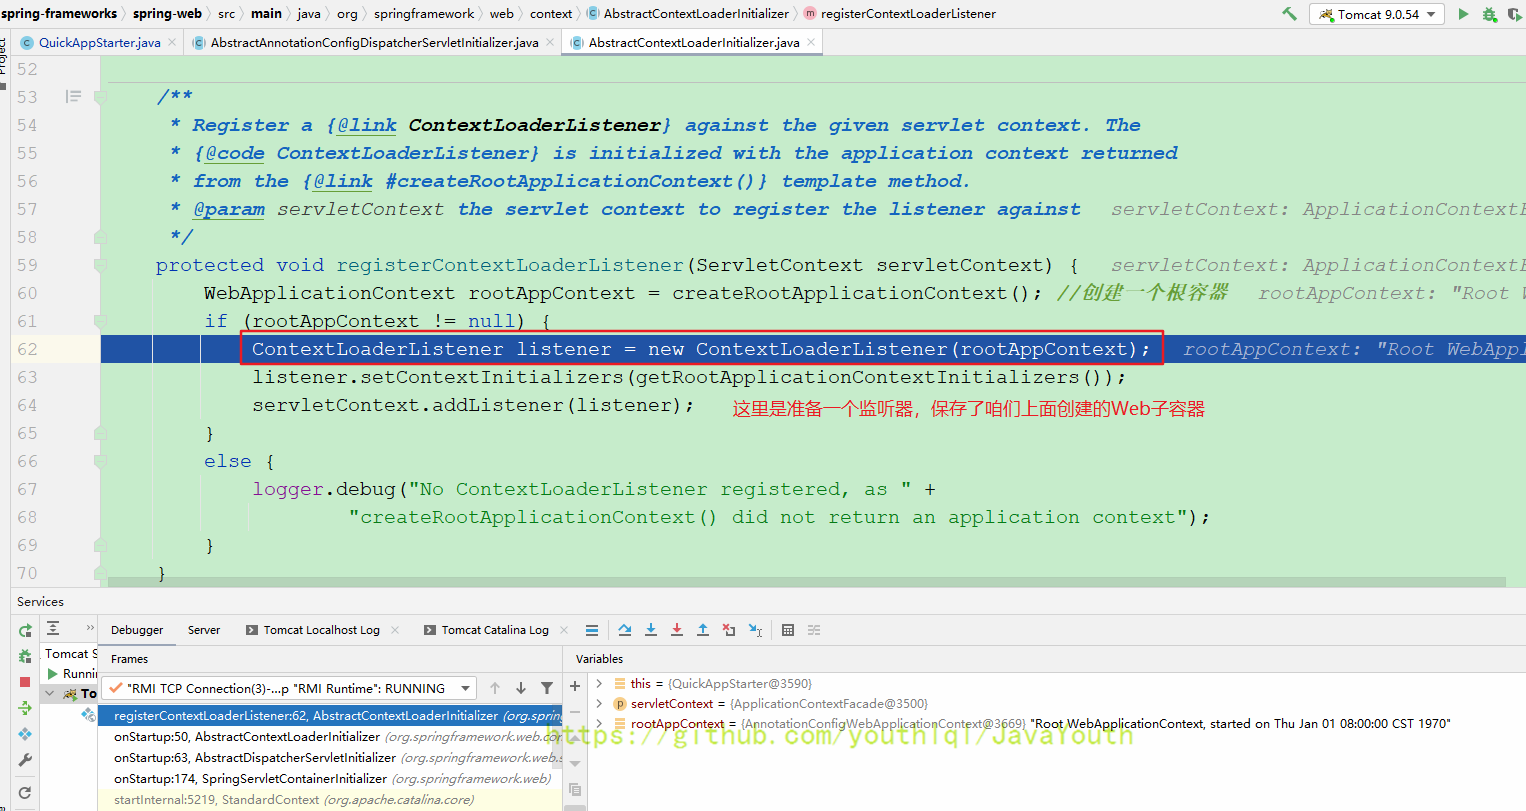 spring-frameworks 〉 spring-web 〉 src 〉 main 〉 java 〉 org 〉 springframework 〉 web 〉 context 〉 AbstractContextLoaderInitializer 〉 registerContextLoaderListener
Tomcat 9.0.54
QuickAppStarter.java AbstractAnnotationConfigDispatcherServletInitializer.java AbstractContextLoaderInitializer.java
Project
52
53 /**
54 * Register a {@link ContextLoaderListener} against the given servlet context. The
55 * {@code ContextLoaderListener} is initialized with the application context returned
56 * from the {@link #createRootApplicationContext()} template method.
57 * @param servletContext the servlet context to register the listener against servletContext: ApplicationContext
58 */
59 protected void registerContextLoaderListener(ServletContext servletContext) { servletContext: ApplicationContext
60 WebApplicationContext rootAppContext = createRootApplicationContext(); //创建一个根容器 rootAppContext: "Root W
61 if (rootAppContext != null) {
62 ContextLoaderListener listener = new ContextLoaderListener(rootAppContext); rootAppContext: "Root WebAppl
63 listener.setContextInitializers(getRootApplicationContextInitializers());
64 servletContext.addListener(listener); 这里是准备一个监听器，保存了咱们上面创建的Web子容器
65 }
66 else {
67 logger.debug("No ContextLoaderListener registered, as " +
68 "createRootApplicationContext() did not return an application context");
69 }
70 }
Services
Debugger Server Tomcat Localhost Log Tomcat Catalina Log
Tomcat S
Runnin
To
Frames
"RMI TCP Connection(3)-...p "RMI Runtime": RUNNING
registerContextLoaderListener:62, AbstractContextLoaderInitializer (org.spring
onStartup:50, AbstractContextLoaderInitializer (org.springframework.web.con
onStartup:63, AbstractDispatcherServletInitializer (org.springframework.web.s
onStartup:174, SpringServletContainerInitializer (org.springframework.web)
startInternal:5219, StandardContext (org.apache.catalina.core)
Variables
this = {QuickAppStarter@3590}
servletContext = {ApplicationContextFacade@3500}
rootAppContext = {AnnotationConfigWebApplicationContext@3669} "Root WebApplicationContext, started on Thu Jan 01 08:00:00 CST 1970"
https://github.com/youthlql/JavaYouth